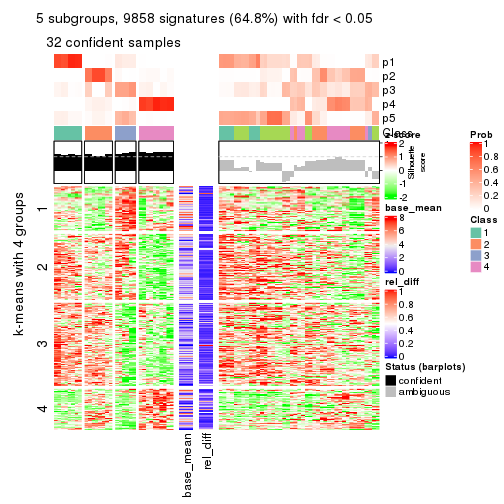 5 subgroups, 9858 signatures (64.8%) with fdr < 0.05
32 confident samples
p1
p2
p3
p4
p5
Class
z-score
2
1
0
-1
-2
Silhouette
score
Prob
1
0.8
0.6
0.4
0.2
0
Class
1
2
3
4
base_mean
8
6
4
2
0
rel_diff
1
0.8
0.6
0.4
0.2
0
Status (barplots)
confident
ambiguous
k-means with 4 groups
1
2
3
4
base_mean
rel_diff